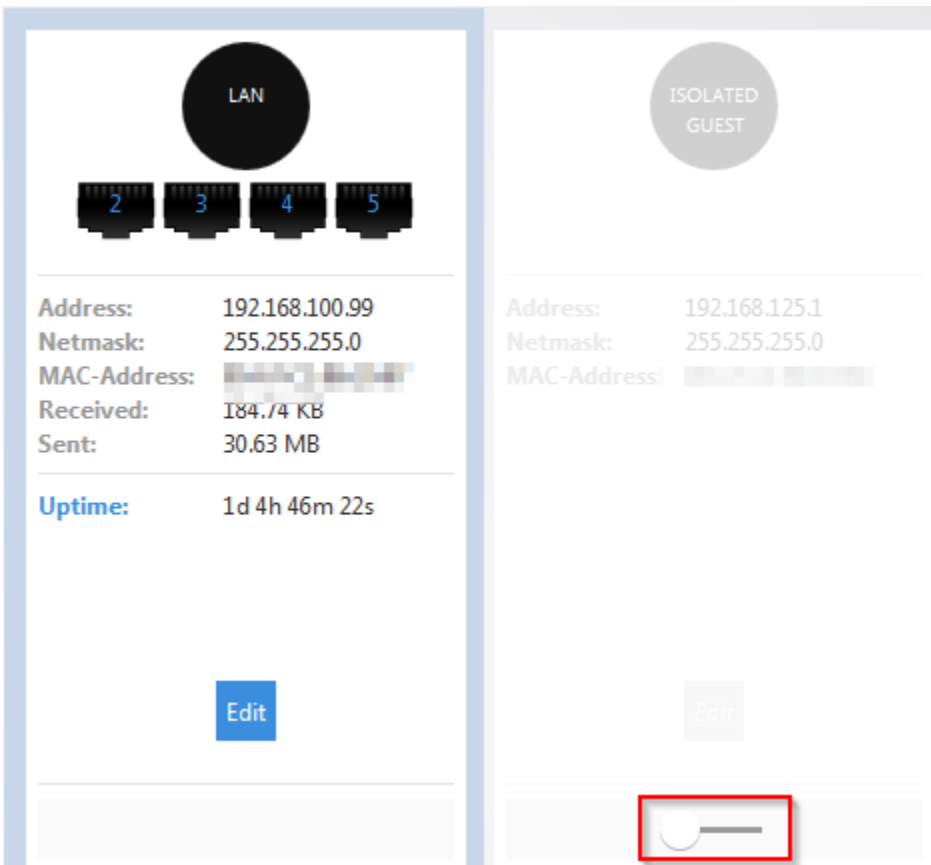 LAN
2 3 4 5
Address: 192.168.100.99
Netmask: 255.255.255.0
MAC-Address:
Received: 184.74 KB
Sent: 30.63 MB
Uptime: 1d 4h 46m 22s
Edit
ISOLATED
GUEST
Address: 192.168.125.1
Netmask: 255.255.255.0
MAC-Address:
Edit